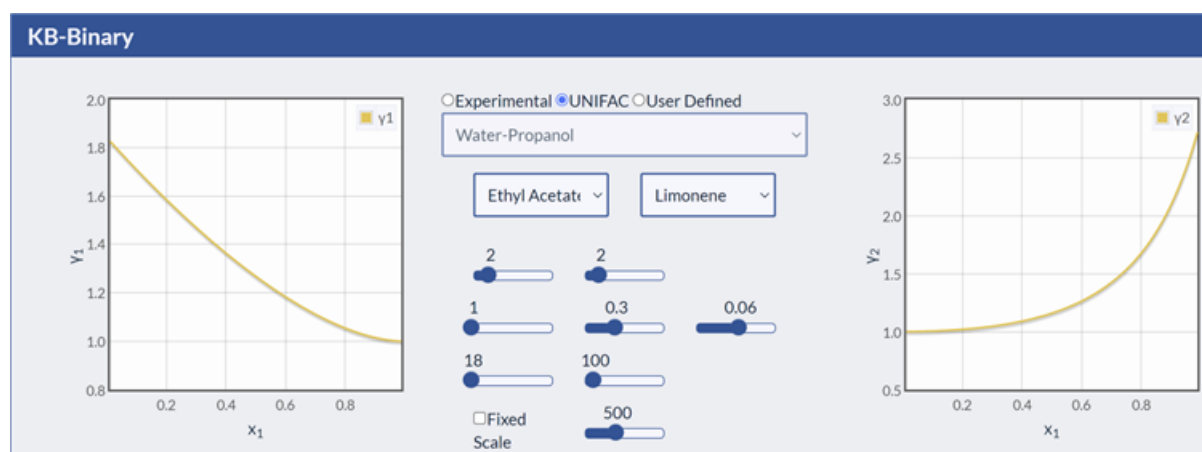 KB-Binary
2.0
1.8
1.6
1.4
1.2
1.0
0.8
γ1
γ₁
0.2 0.4 0.6 0.8
x₁
Experimental UNIFAC User Defined
Water-Propanol
Ethyl Acetate Limonene
2 2
1 0.3 0.06
18 100
Fixed 500
Scale
3.0
2.5
2.0
1.5
1.0
0.5
γ2
γ₂
0.2 0.4 0.6 0.8
x₁